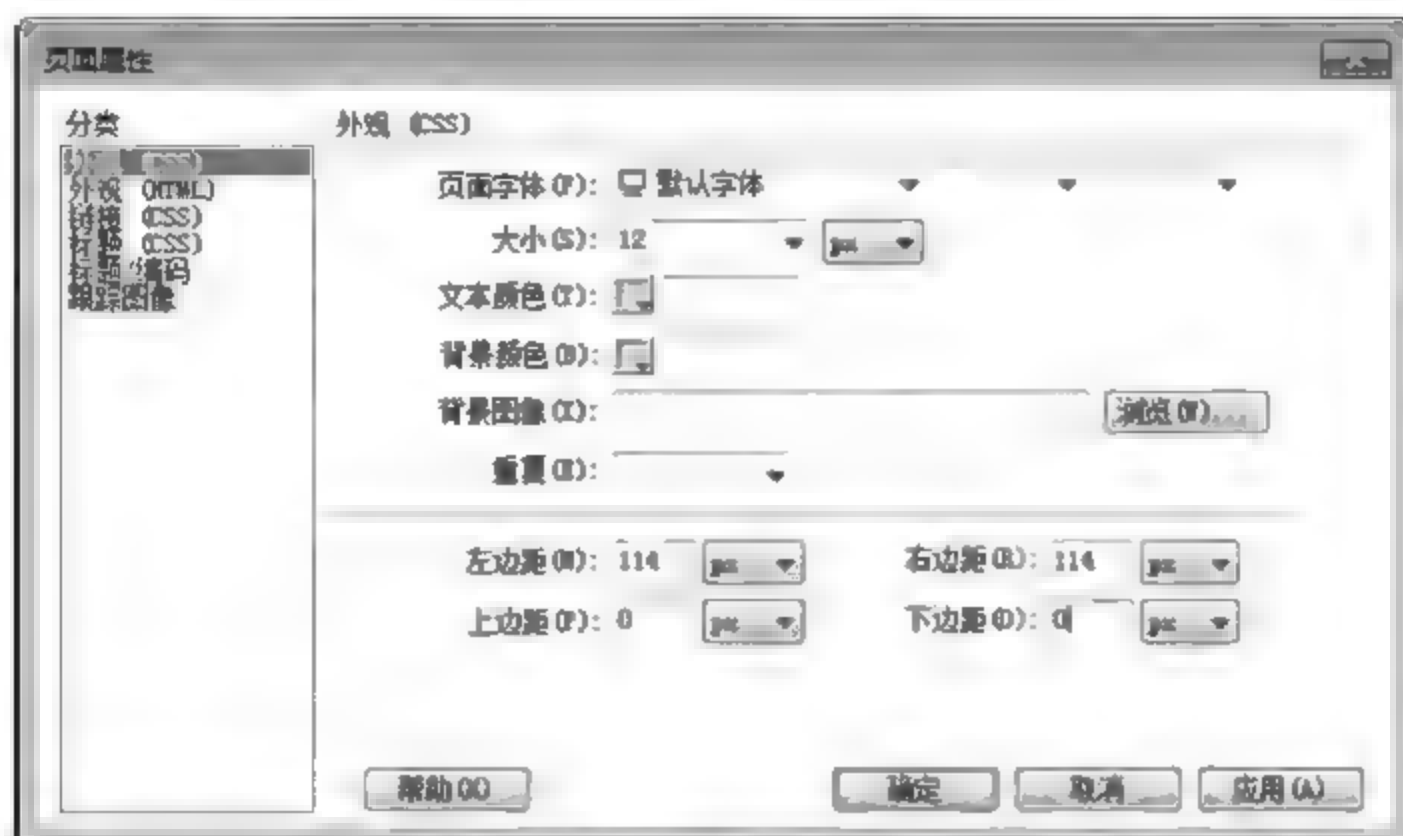 页面属性
分类
外观 (CSS)
外观 (HTML)
链接 (CSS)
标题 (CSS)
标题/编码
跟踪图像
外观 (CSS)
页面字体(F): 默认字体
大小(S): 12 px
文本颜色(T):
背景颜色(B):
背景图像(I): 浏览(W)...
重复(E):
左边距(M): 114 px 右边距(R): 114 px
上边距(P): 0 px 下边距(O): 0 px
帮助(H) 确定 取消 应用(A)